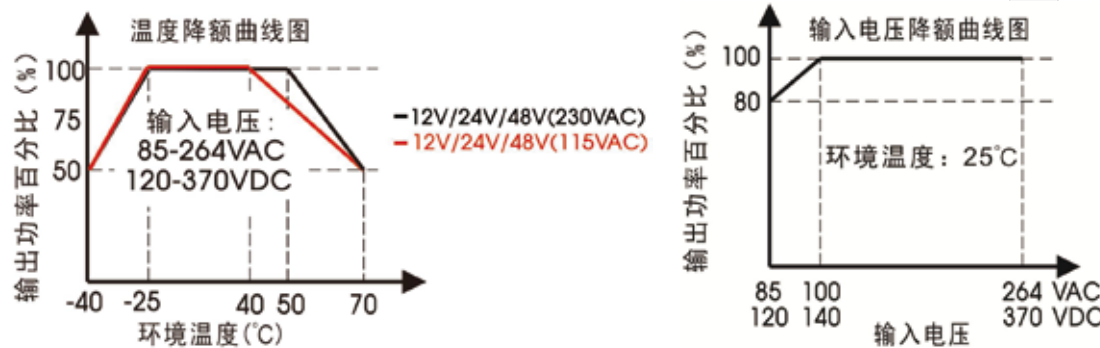 温度降额曲线图
输出功率百分比（%）
100
75
50
输入电压：
85-264VAC
120-370VDC
-40 -25 40 50 70
环境温度(℃)
12V/24V/48V(230VAC)
12V/24V/48V(115VAC)
输入电压降额曲线图
输出功率百分比（%）
100
80
环境温度：25℃
85 100 264 VAC
120 140 370 VDC
输入电压